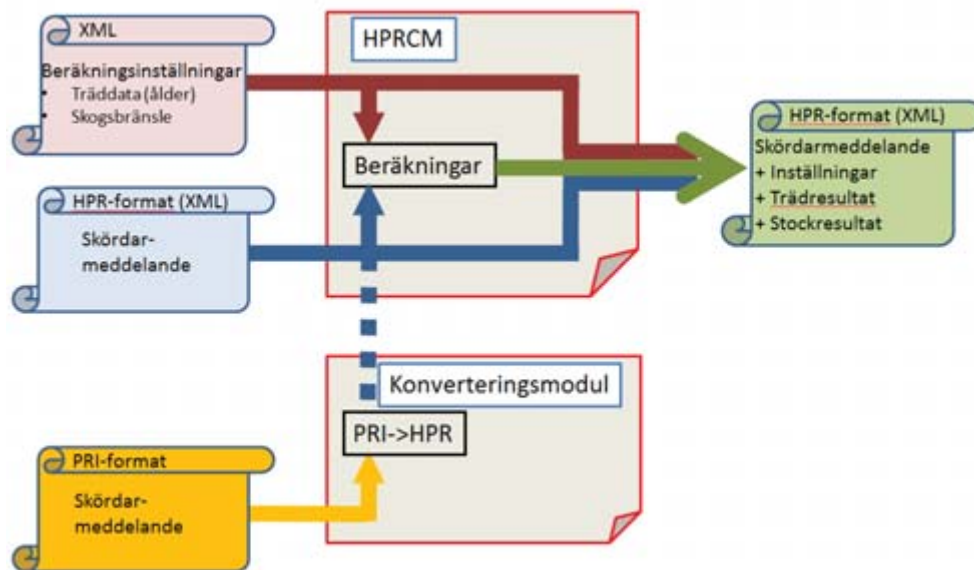 XML
Beräkningsinställningar
• Träddata (ålder)
• Skogsbränsle
HPRCM
Beräkningar
HPR-format (XML)
Skördarmeddelande
+ Inställningar
+ Trädresultat
+ Stockresultat
HPR-format (XML)
Skördar-
meddelande
Konverteringsmodul
PRI->HPR
PRI-format
Skördar-
meddelande